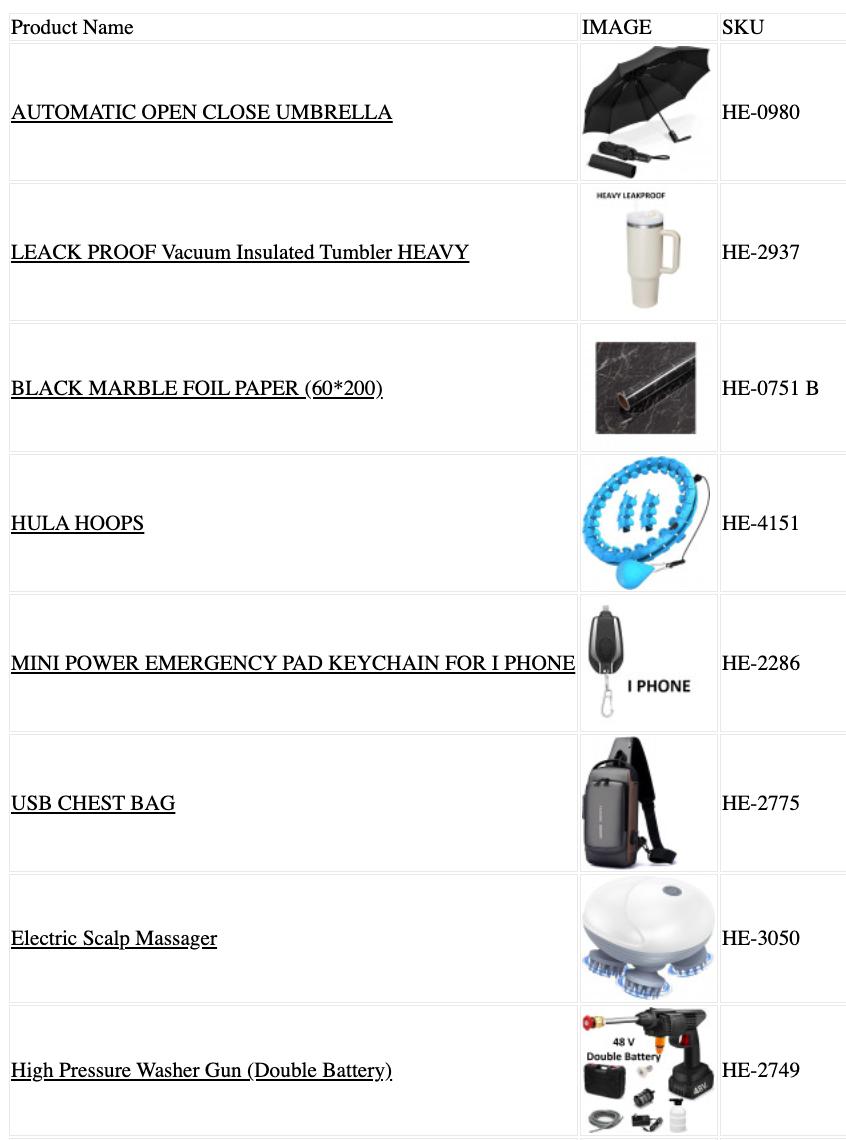 Product Name IMAGE SKU
AUTOMATIC OPEN CLOSE UMBRELLA HE-0980
HEAVY LEAKPROOF
LEACK PROOF Vacuum Insulated Tumbler HEAVY HE-2937
BLACK MARBLE FOIL PAPER (60*200) HE-0751 B
HULA HOOPS HE-4151
MINI POWER EMERGENCY PAD KEYCHAIN FOR I PHONE HE-2286
I PHONE
USB CHEST BAG HE-2775
Electric Scalp Massager HE-3050
48 V
Double Battery
High Pressure Washer Gun (Double Battery) HE-2749
48V